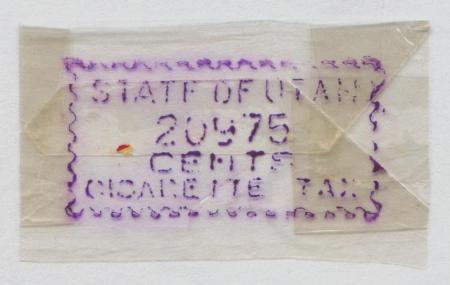 STATE OF UTAH
20975
CENTS
CIGARETTE TAX